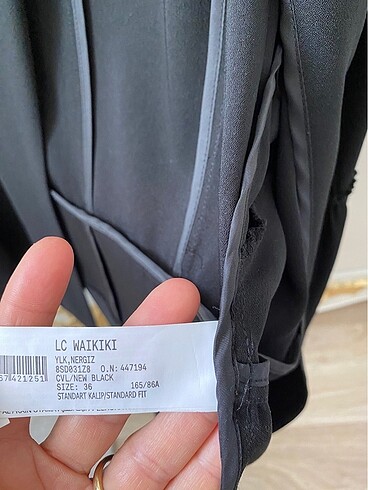 LC WAIKIKI
YLK,NERGIZ
8SD031Z8 O.N: 447194
CVL/NEW BLACK
SIZE: 36 165/86A
STANDART KALIP/STANDARD FIT